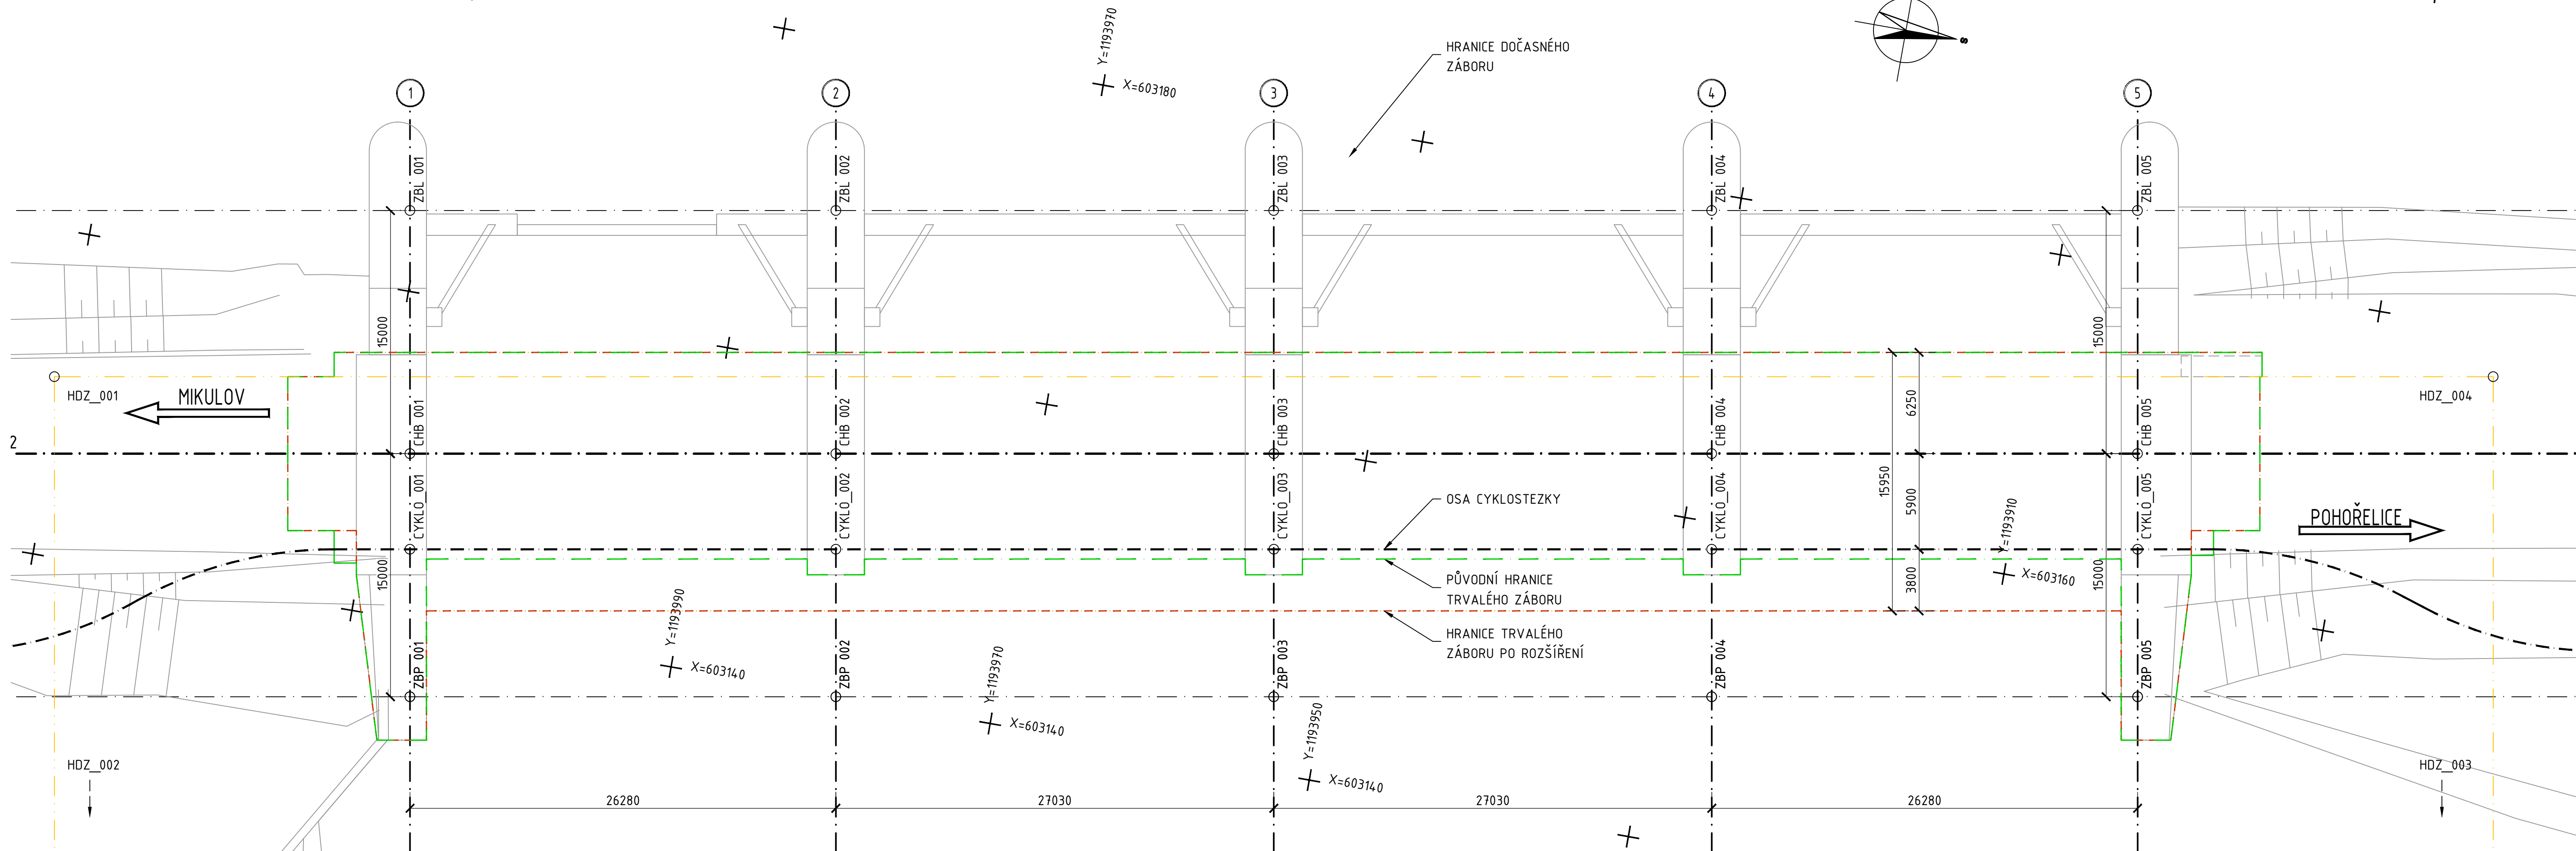 Y=1193970
X=603180
HRANICE DOČASNÉHO
ZÁBORU
S
1
2
3
4
5
ZBL 001
ZBL 002
ZBL 003
ZBL 004
ZBL 005
15000
15000
HDZ_001
MIKULOV
HDZ_004
6250
15950
5900
3800
2
CHB 001
CHB 002
CHB 003
CHB 004
CHB 005
CYKLO_001
CYKLO_002
CYKLO_003
CYKLO_004
CYKLO_005
OSA CYKLOSTEZKY
Y=1193910
X=603160
POHOŘELICE
15000
15000
PŮVODNÍ HRANICE
TRVALÉHO ZÁBORU
HRANICE TRVALÉHO
ZÁBORU PO ROZŠÍŘENÍ
Y=1193990
X=603140
Y=1193970
X=603140
Y=1193950
X=603140
ZBP 001
ZBP 002
ZBP 003
ZBP 004
ZBP 005
HDZ_002
HDZ_003
26280
27030
27030
26280